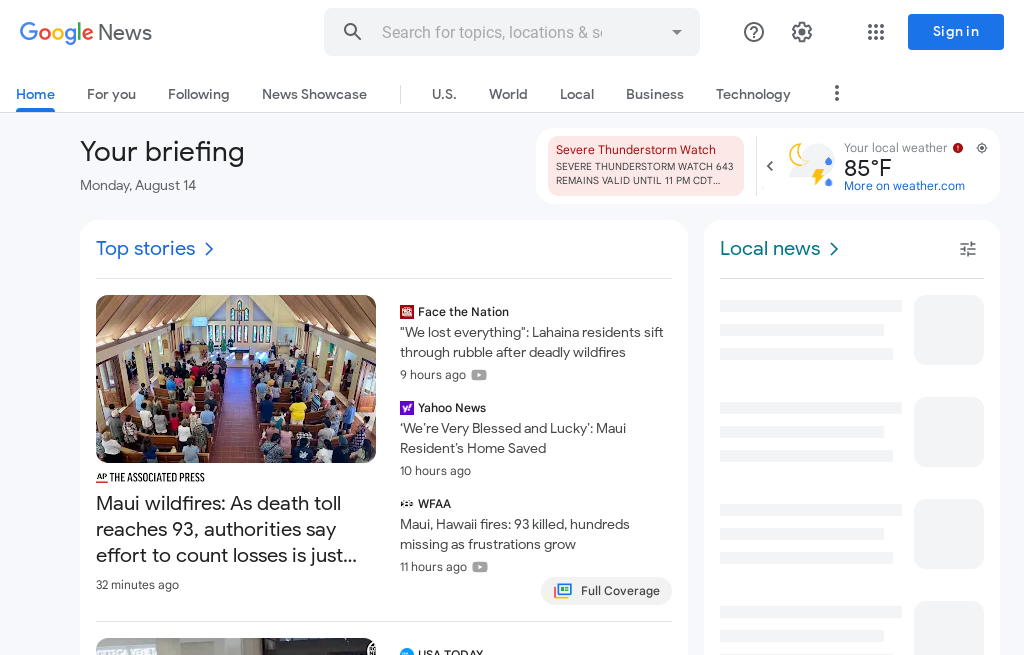 Google News
Search for topics, locations & so
Sign in
Home
For you
Following
News Showcase
U.S.
World
Local
Business
Technology
Your briefing
Monday, August 14
Severe Thunderstorm Watch
SEVERE THUNDERSTORM WATCH 643
REMAINS VALID UNTIL 11 PM CDT...
Your local weather
85°F
More on weather.com
Top stories
AP THE ASSOCIATED PRESS
Maui wildfires: As death toll
reaches 93, authorities say
effort to count losses is just...
32 minutes ago
Face the Nation
"We lost everything": Lahaina residents sift
through rubble after deadly wildfires
9 hours ago
Yahoo News
‘We’re Very Blessed and Lucky’: Maui
Resident’s Home Saved
10 hours ago
WFAA
Maui, Hawaii fires: 93 killed, hundreds
missing as frustrations grow
11 hours ago
Full Coverage
USA TODAY
Local news